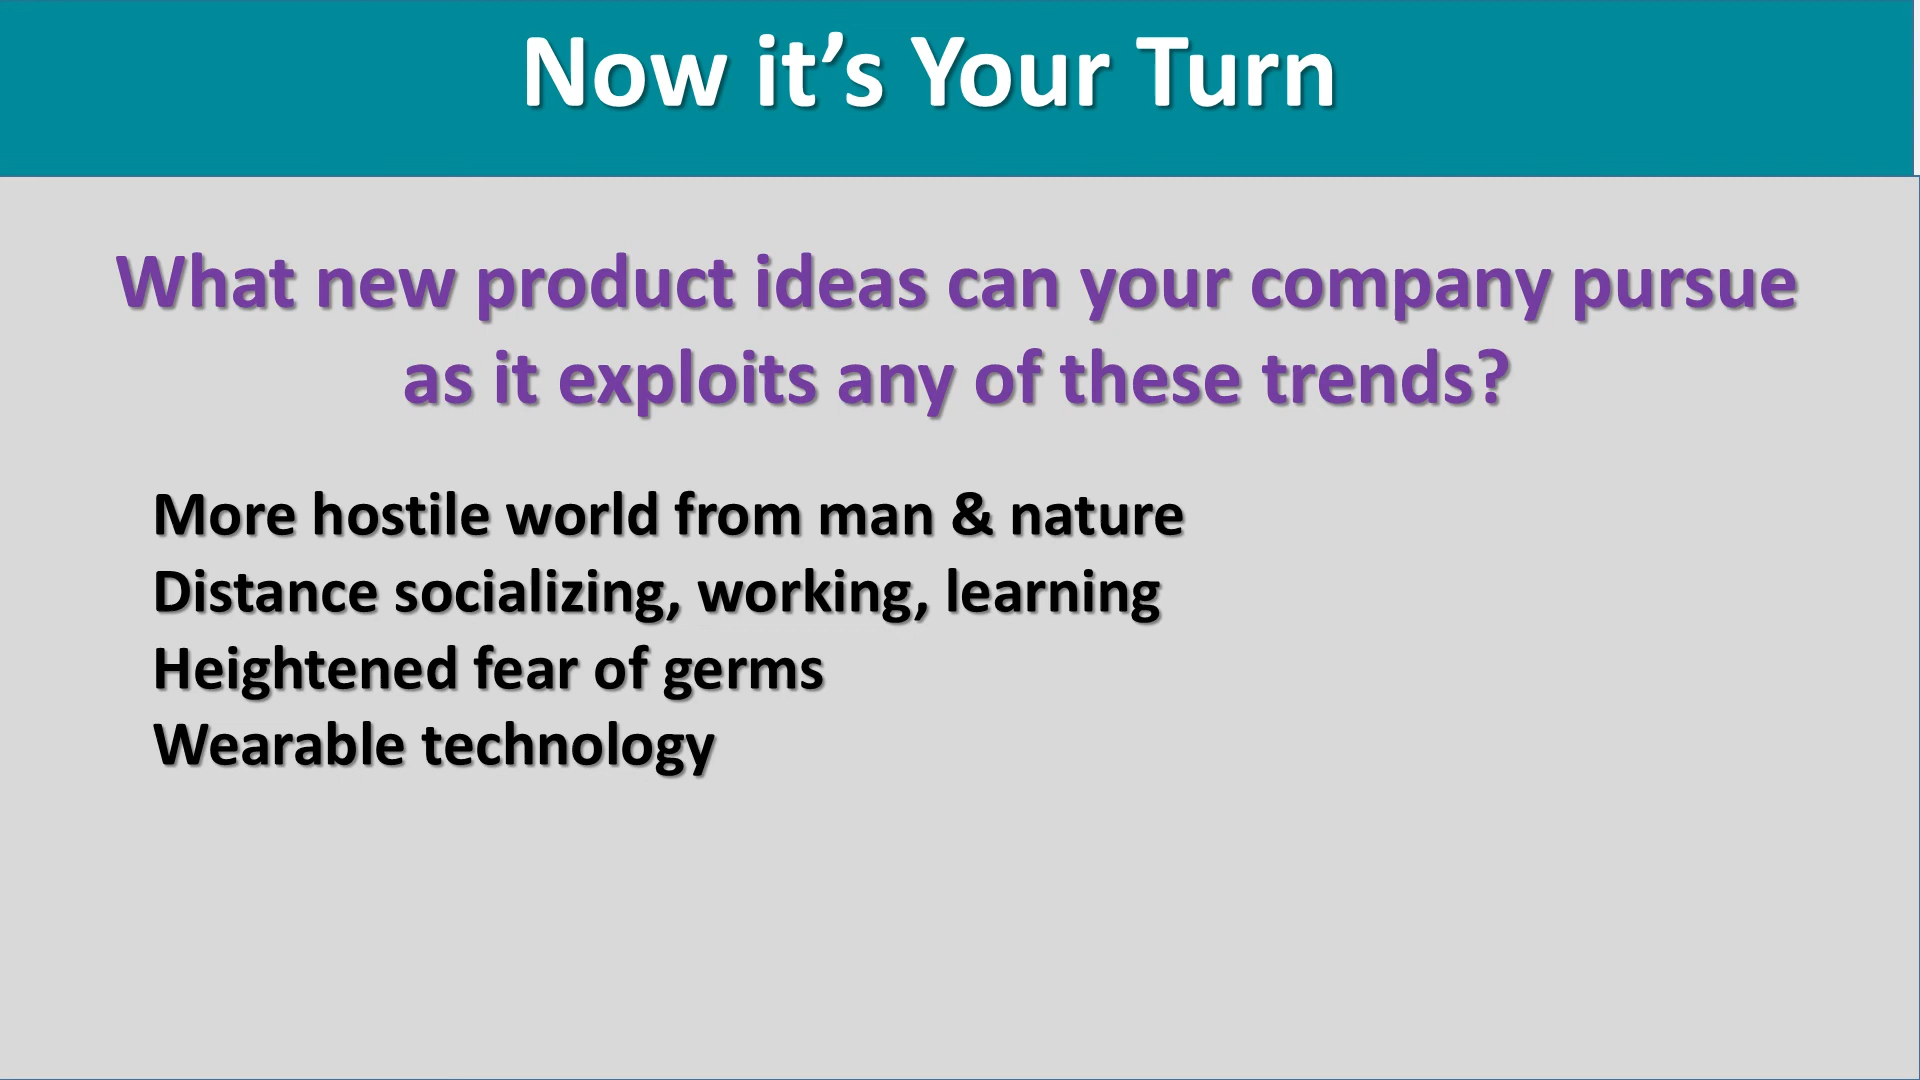 Now it’s Your Turn
What new product ideas can your company pursue
as it exploits any of these trends?
More hostile world from man & nature
Distance socializing, working, learning
Heightened fear of germs
Wearable technology